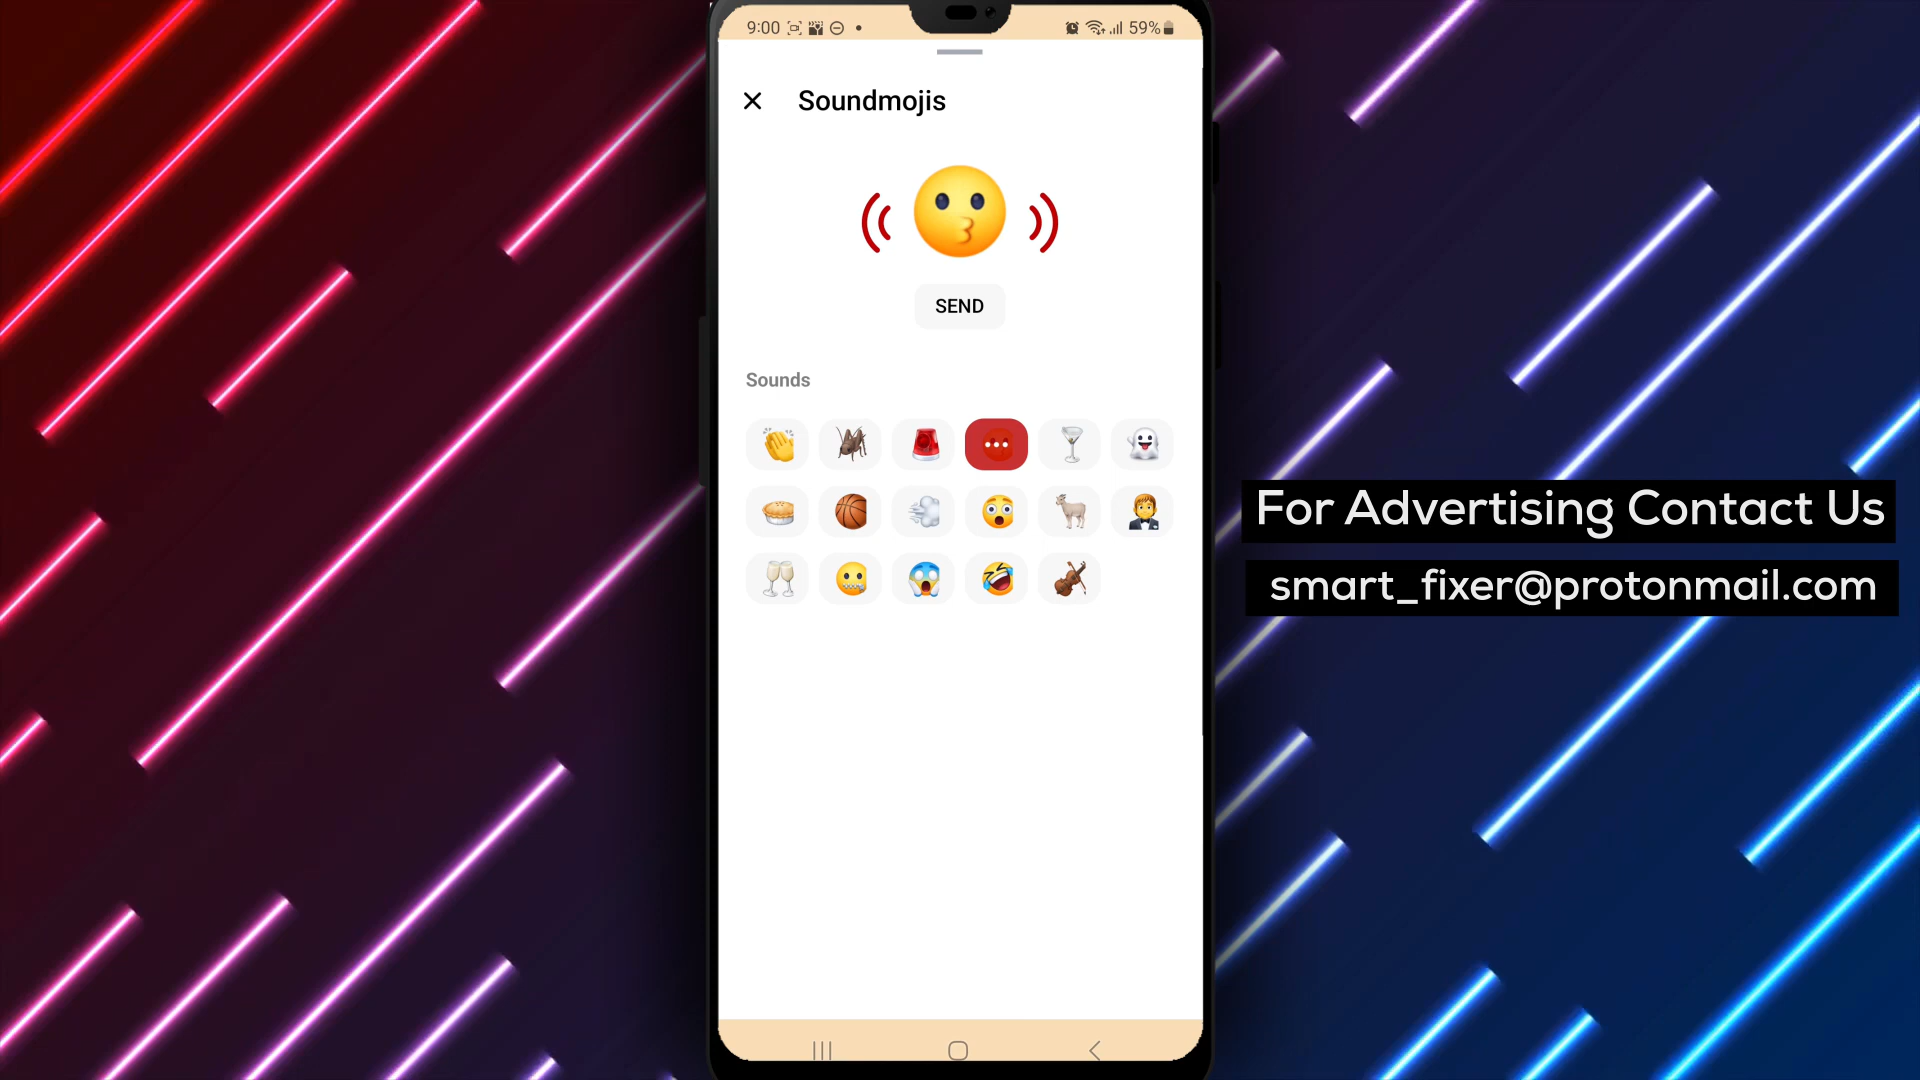 9:00 59%
Soundmojis
SEND
Sounds
For Advertising Contact Us
smart_fixer@protonmail.com